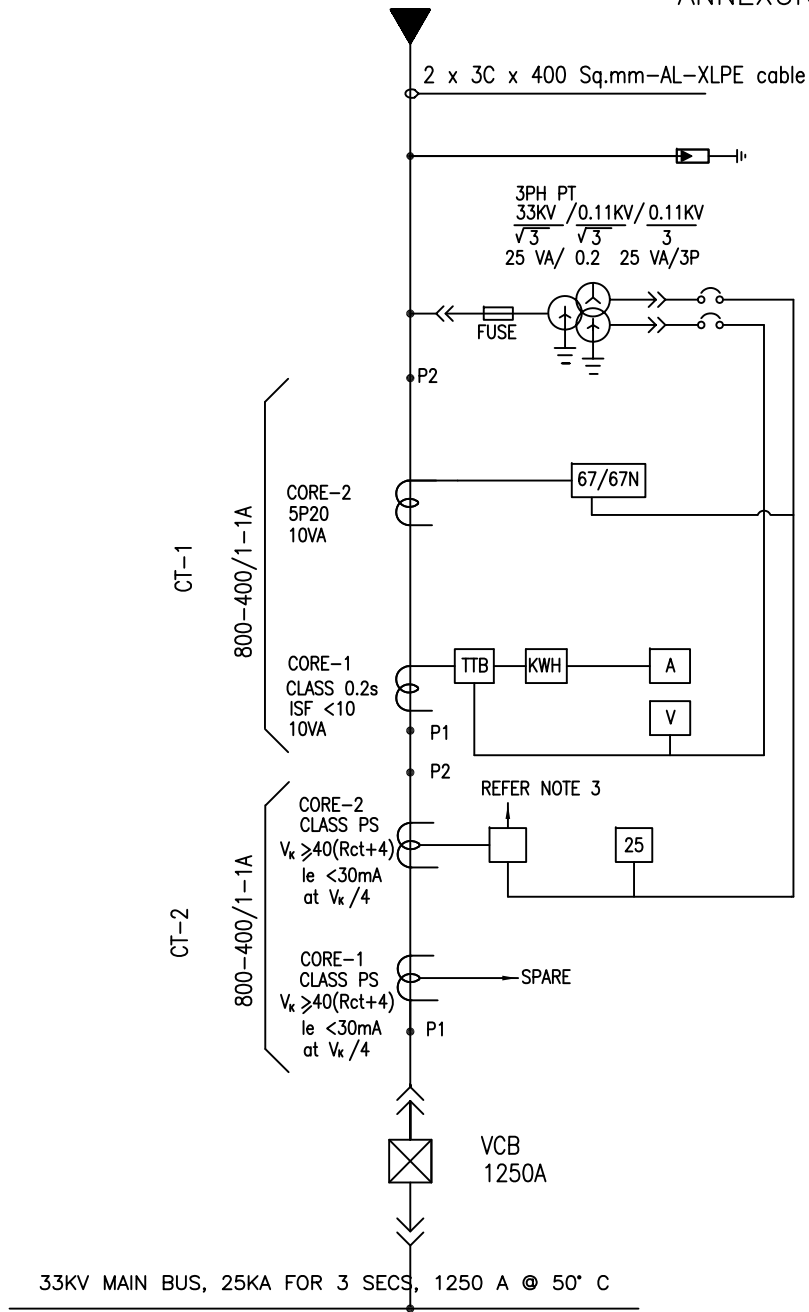 2 x 3C x 400 Sq.mm-AL-XLPE cable
3PH PT
33KV /0.11KV/ 0.11KV
√3 √3 3
25 VA/ 0.2 25 VA/3P
FUSE
P2
CORE-2
5P20
10VA
67/67N
CT-1
800-400/1-1A
CORE-1
CLASS 0.2s
ISF <10
10VA
TTB
KWH
A
V
P1
P2
REFER NOTE 3
CORE-2
CLASS PS
VK ⩾40(Rct+4)
Ie <30mA
at VK /4
25
CT-2
800-400/1-1A
CORE-1
CLASS PS
VK ⩾40(Rct+4)
Ie <30mA
at VK /4
SPARE
P1
VCB
1250A
33KV MAIN BUS, 25KA FOR 3 SECS, 1250 A @ 50° C